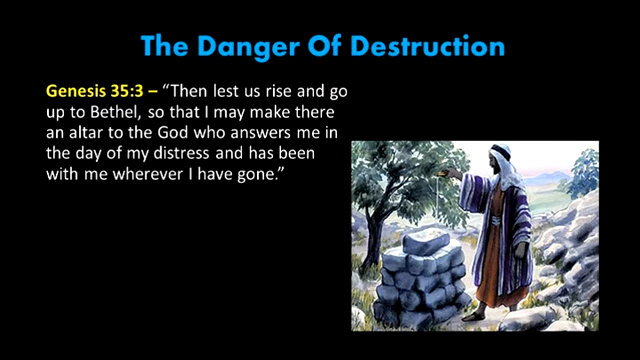 The Danger Of Destruction
Genesis 35:3 – “Then lest us rise and go
up to Bethel, so that I may make there
an altar to the God who answers me in
the day of my distress and has been
with me wherever I have gone.”